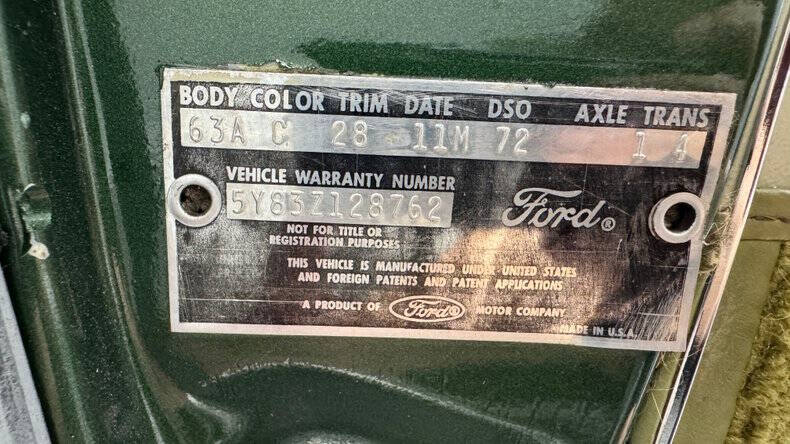 BODY COLOR TRIM DATE DSO AXLE TRANS
63A C 28 11M 72 1 4
VEHICLE WARRANTY NUMBER
5Y83Z128762
Ford®
NOT FOR TITLE OR
REGISTRATION PURPOSES
THIS VEHICLE IS MANUFACTURED UNDER UNITED STATES
AND FOREIGN PATENTS AND PATENT APPLICATIONS
A PRODUCT OF Ford® MOTOR COMPANY
MADE IN U.S.A.